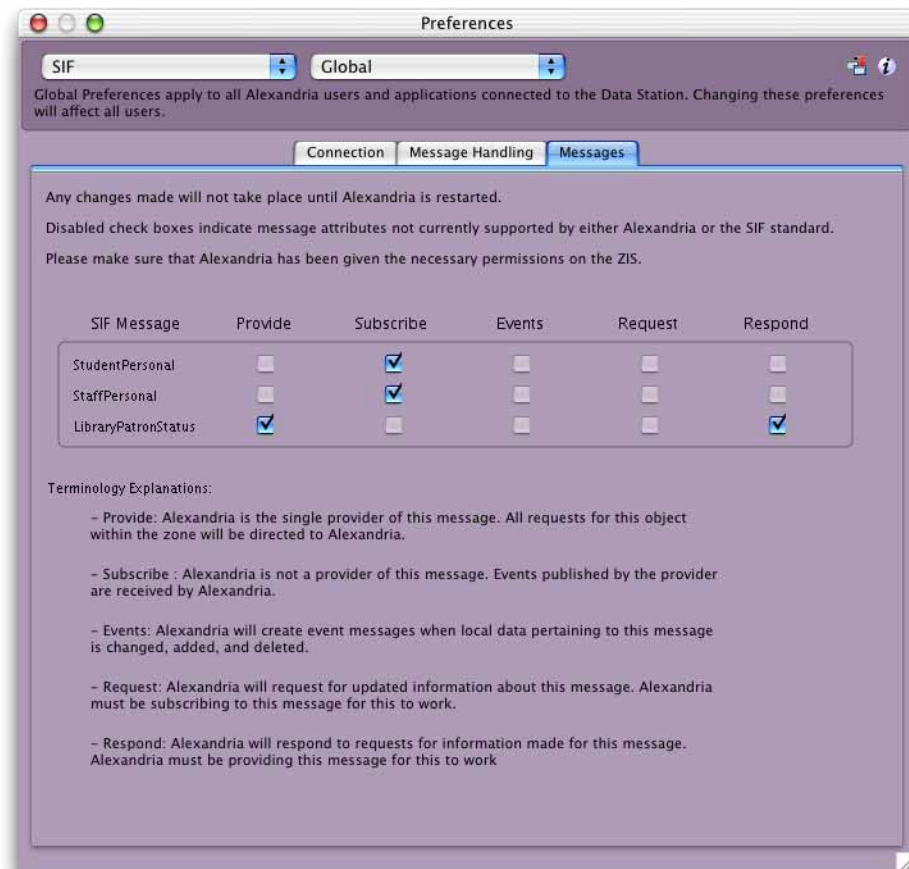 Preferences
SIF Global
Global Preferences apply to all Alexandria users and applications connected to the Data Station. Changing these preferences
will affect all users.
Connection Message Handling Messages
Any changes made will not take place until Alexandria is restarted.
Disabled check boxes indicate message attributes not currently supported by either Alexandria or the SIF standard.
Please make sure that Alexandria has been given the necessary permissions on the ZIS.
SIF Message Provide Subscribe Events Request Respond
StudentPersonal
StaffPersonal
LibraryPatronStatus
Terminology Explanations:
– Provide: Alexandria is the single provider of this message. All requests for this object
within the zone will be directed to Alexandria.
– Subscribe : Alexandria is not a provider of this message. Events published by the provider
are received by Alexandria.
– Events: Alexandria will create event messages when local data pertaining to this message
is changed, added, and deleted.
– Request: Alexandria will request for updated information about this message. Alexandria
must be subscribing to this message for this to work.
– Respond: Alexandria will respond to requests for information made for this message.
Alexandria must be providing this message for this to work